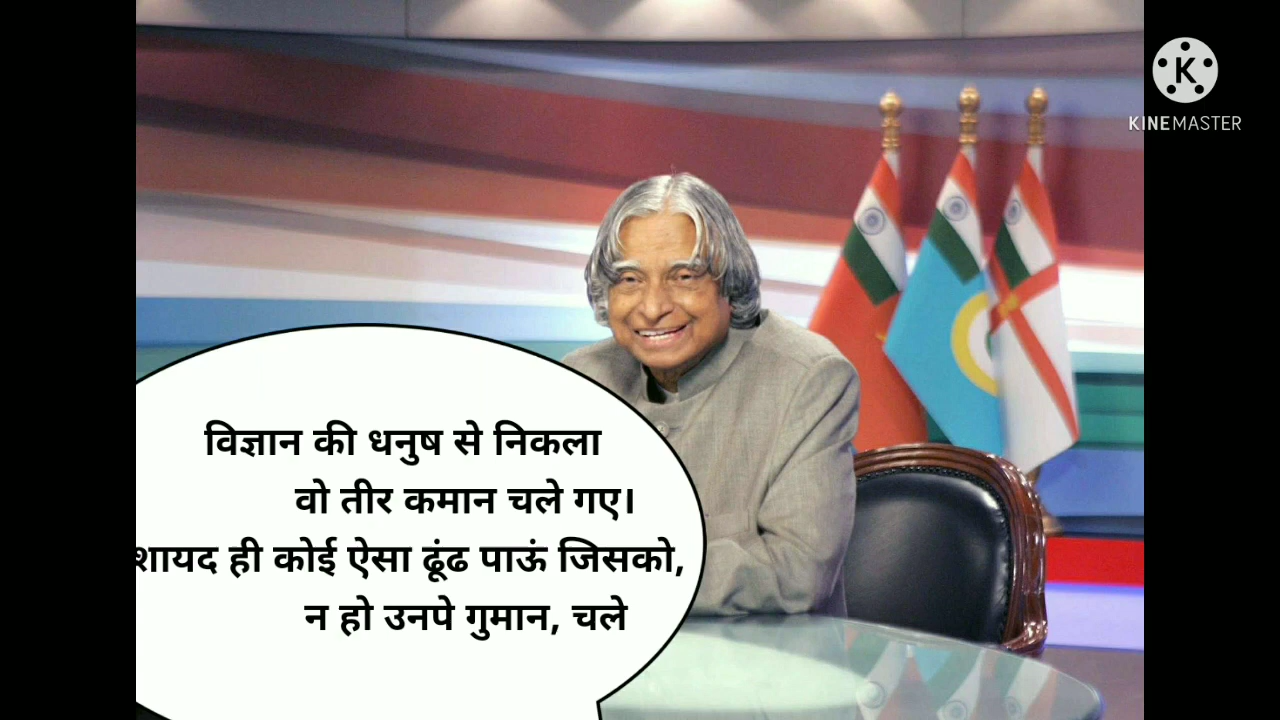 विज्ञान की धनुष से निकला
वो तीर कमान चले गए।
शायद ही कोई ऐसा ढूंढ पाऊं जिसको,
न हो उनपे गुमान, चले
KINEMASTER